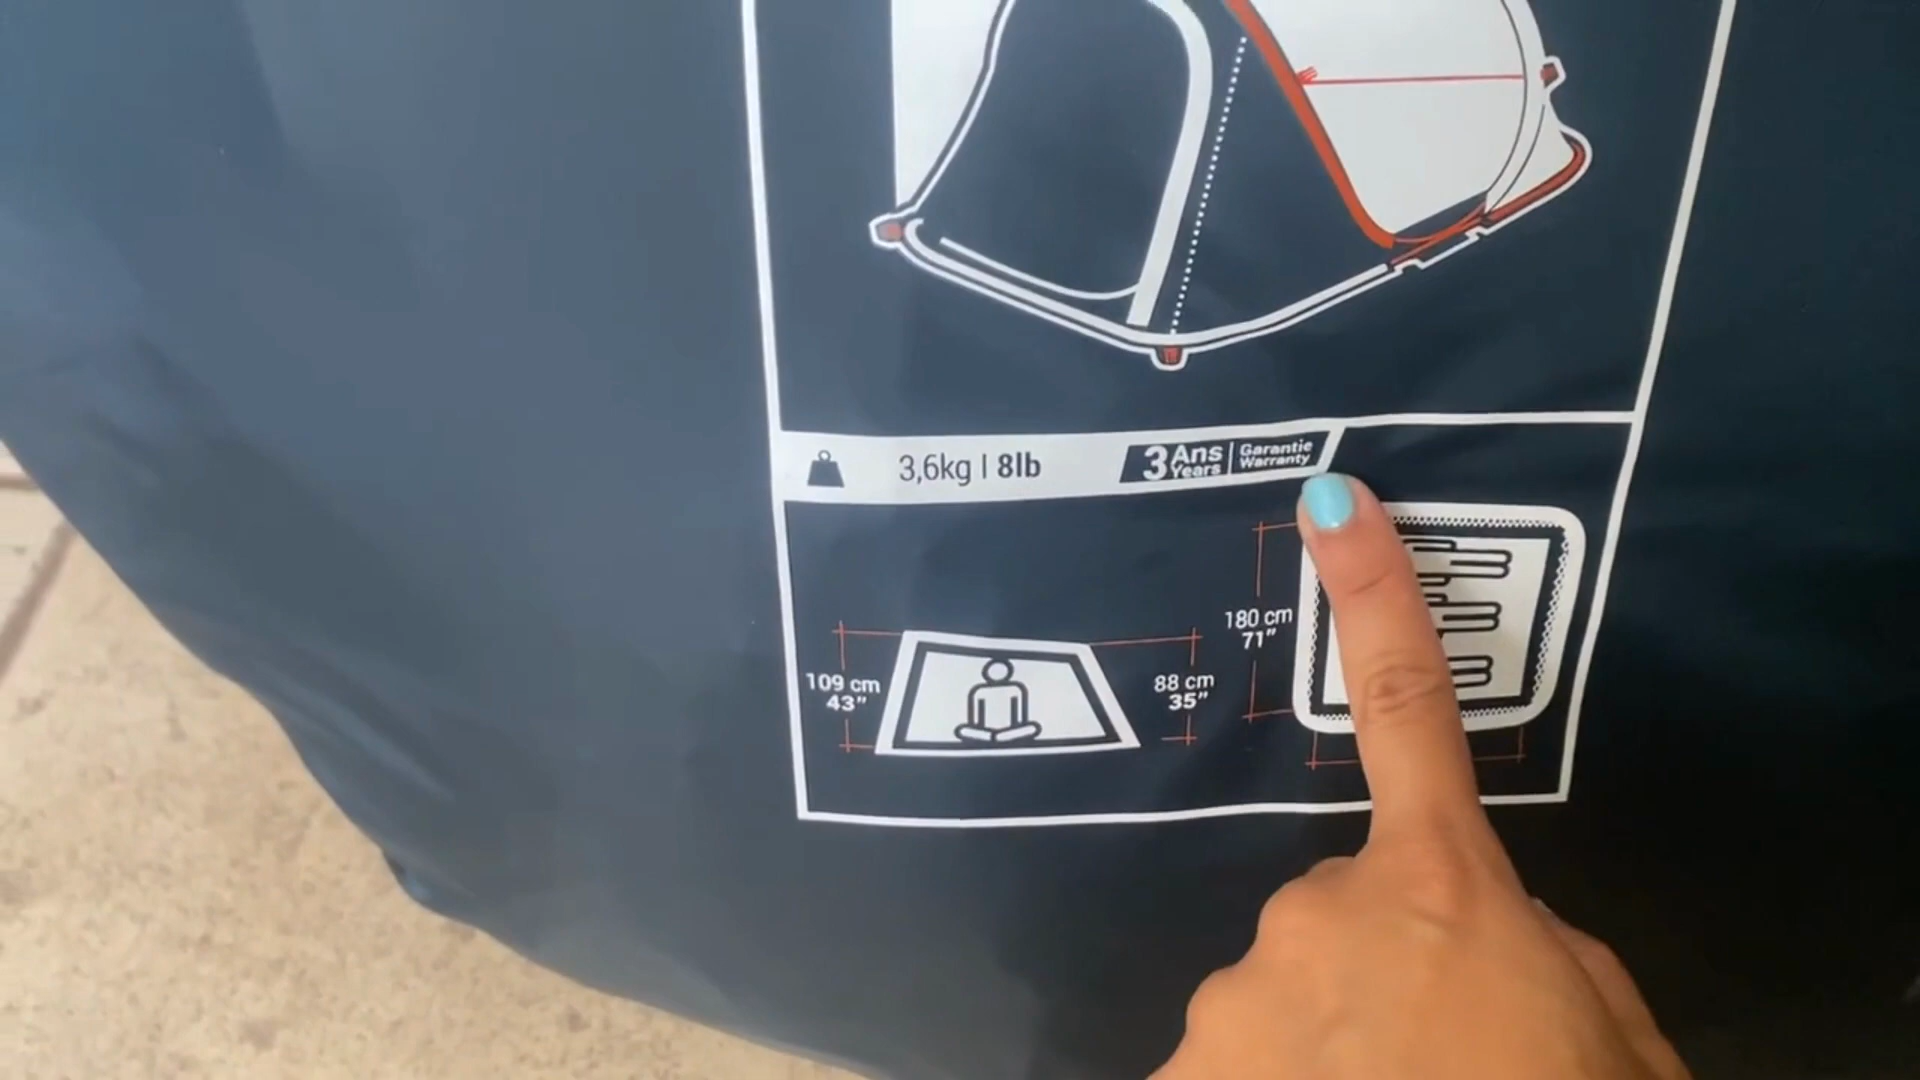 3,6kg | 8lb
3 Ans Years | Garantie Warranty
180 cm
71"
109 cm
43"
88 cm
35"